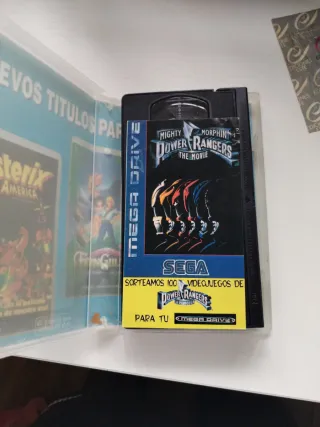 EVOS TITULOS PAR
Asterix
AMERICA
MEGA DRIVE
MIGHTY MORPHIN
POWER RANGERS
THE MOVIE
SEGA
SORTEAMOS 100 VIDEOJUEGOS DE
POWER RANGERS
PARA TU MEGA DRIVE